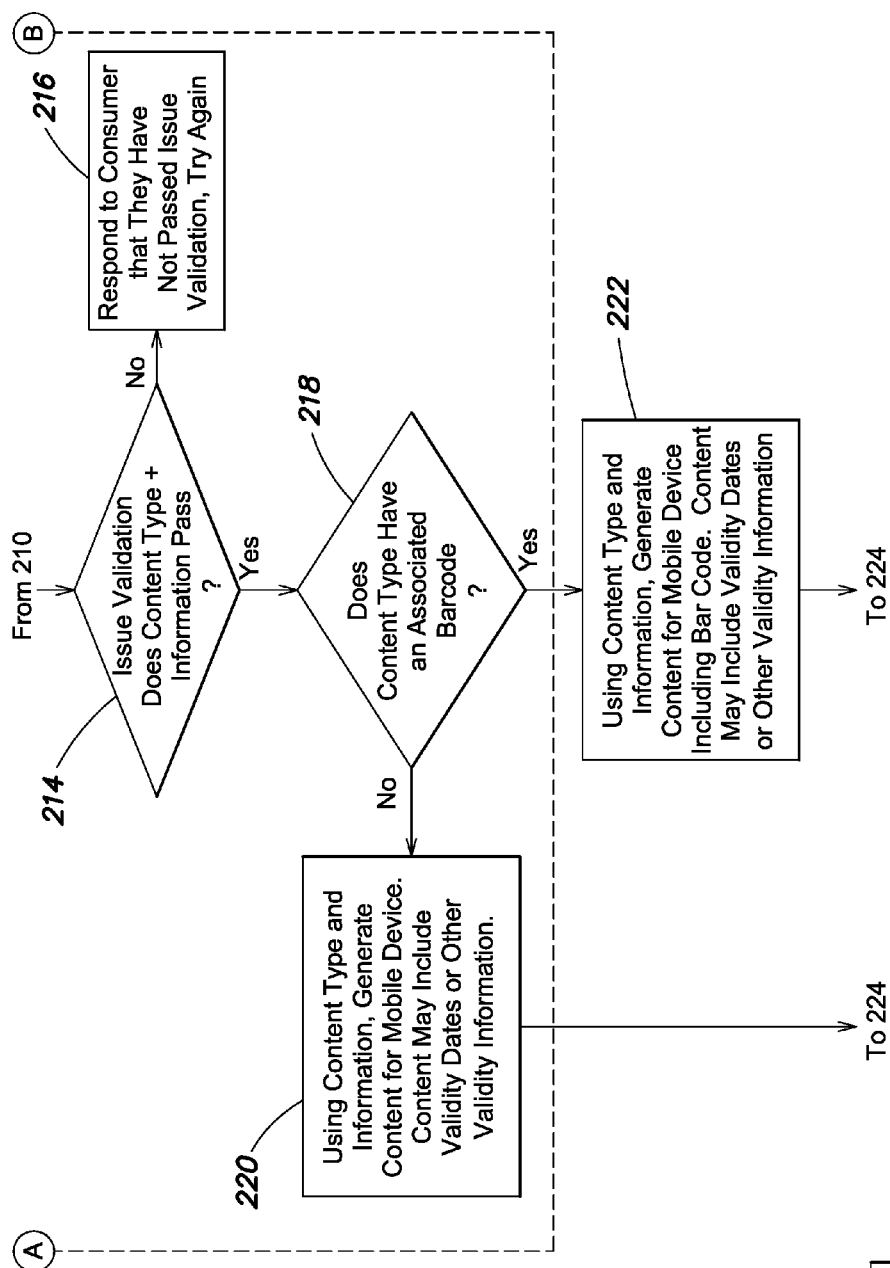 A
B
From 210
214
Issue Validation
Does Content Type +
Information Pass
?
No
Yes
216
Respond to Consumer
that They Have
Not Passed Issue
Validation, Try Again
218
Does
Content Type Have
an Associated
Barcode
?
No
Yes
220
Using Content Type and
Information, Generate
Content for Mobile Device.
Content May Include
Validity Dates or Other
Validity Information.
222
Using Content Type and
Information, Generate
Content for Mobile Device
Including Bar Code. Content
May Include Validity Dates
or Other Validity Information
To 224
To 224